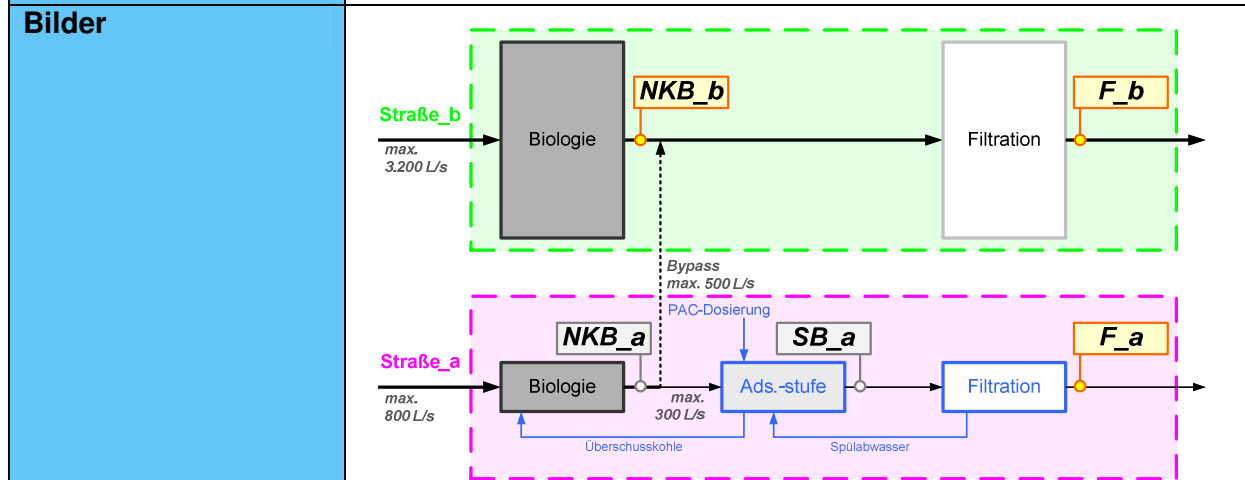 Bilder
NKB_b
F_b
Straße_b
max.
3.200 L/s
Biologie
Filtration
Bypass
max. 500 L/s
PAC-Dosierung
NKB_a
SB_a
F_a
Straße_a
max.
800 L/s
Biologie
max.
300 L/s
Ads.-stufe
Filtration
Überschusskohle
Spülabwasser